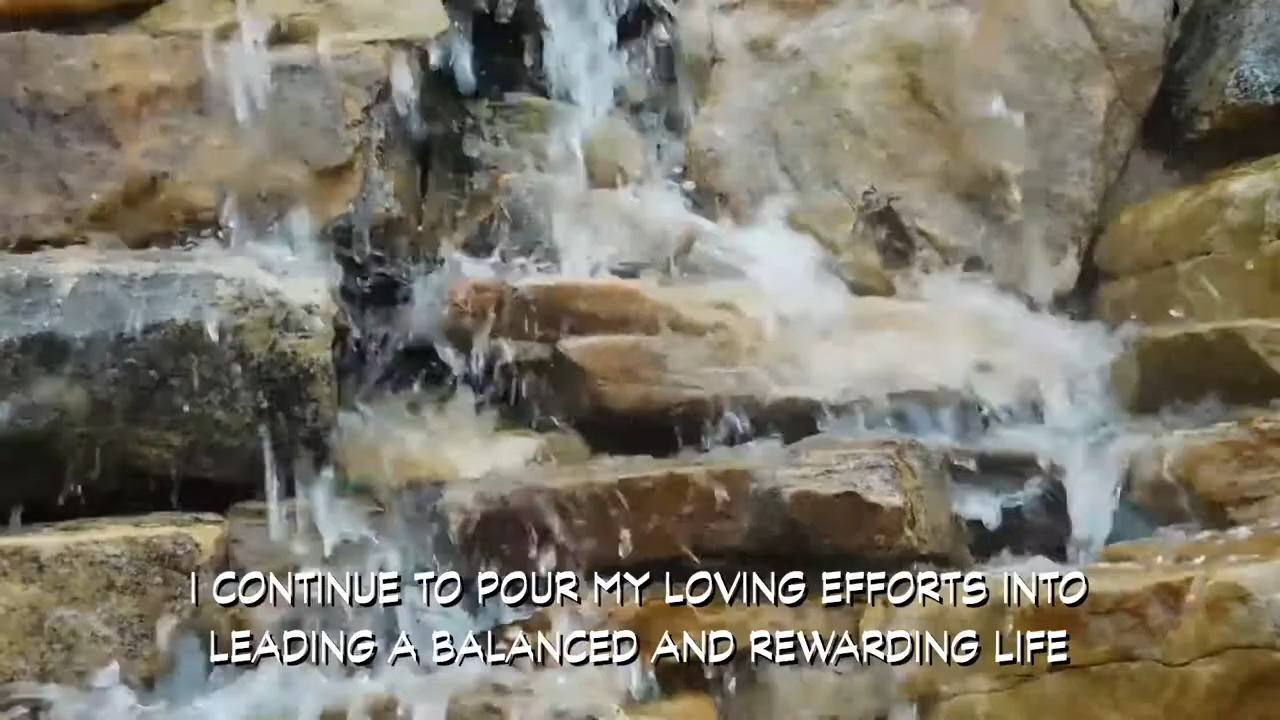 I CONTINUE TO POUR MY LOVING EFFORTS INTO
LEADING A BALANCED AND REWARDING LIFE